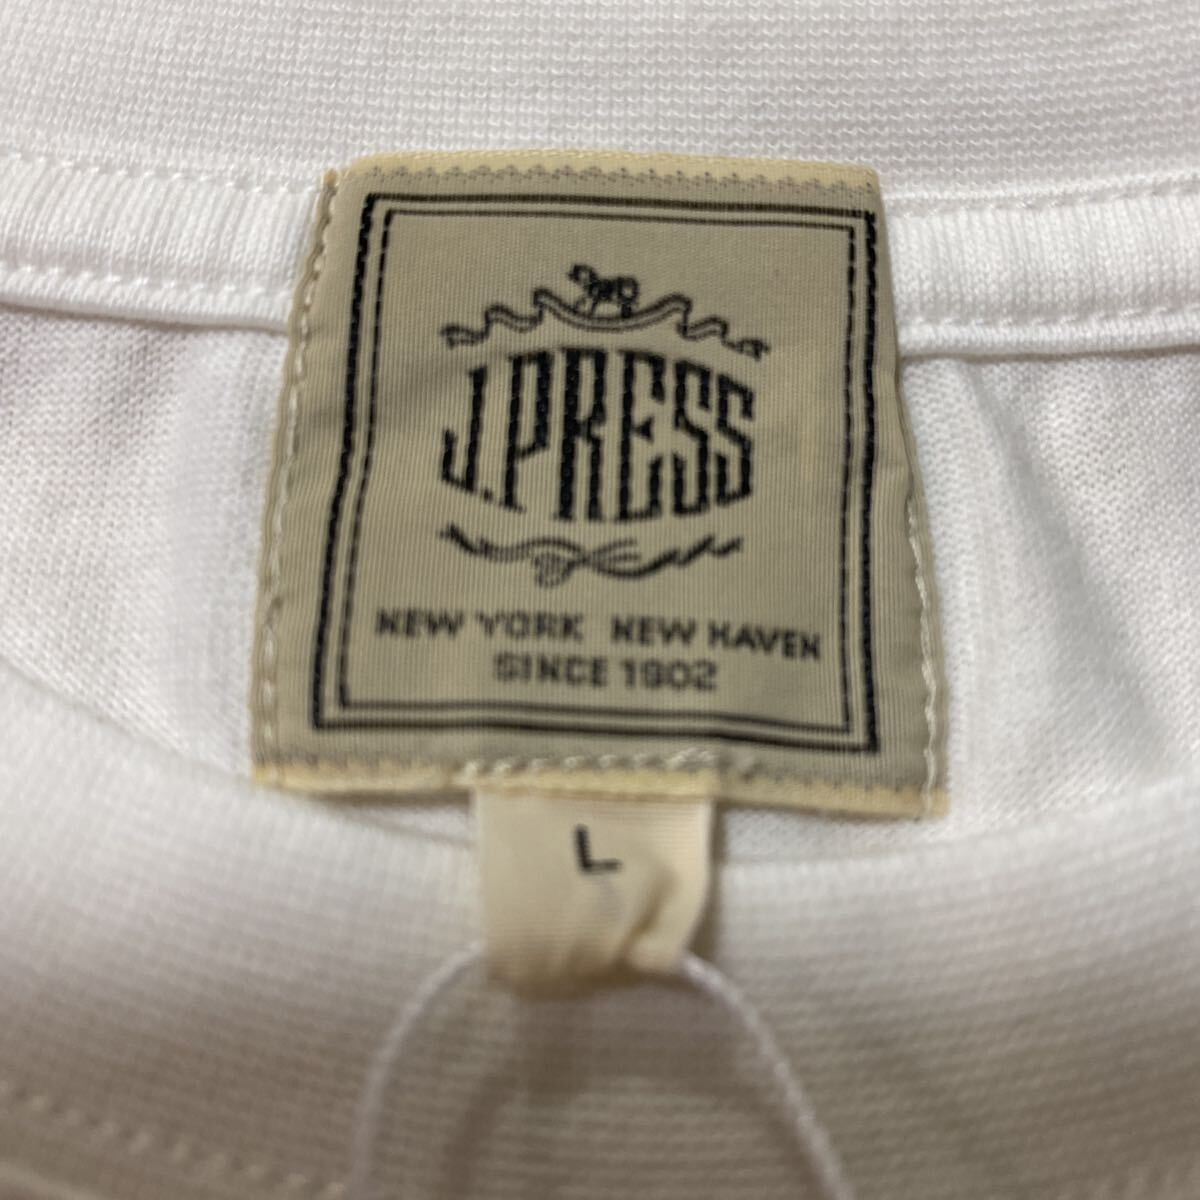 J.PRESS
NEW YORK NEW HAVEN
SINCE 1902
L